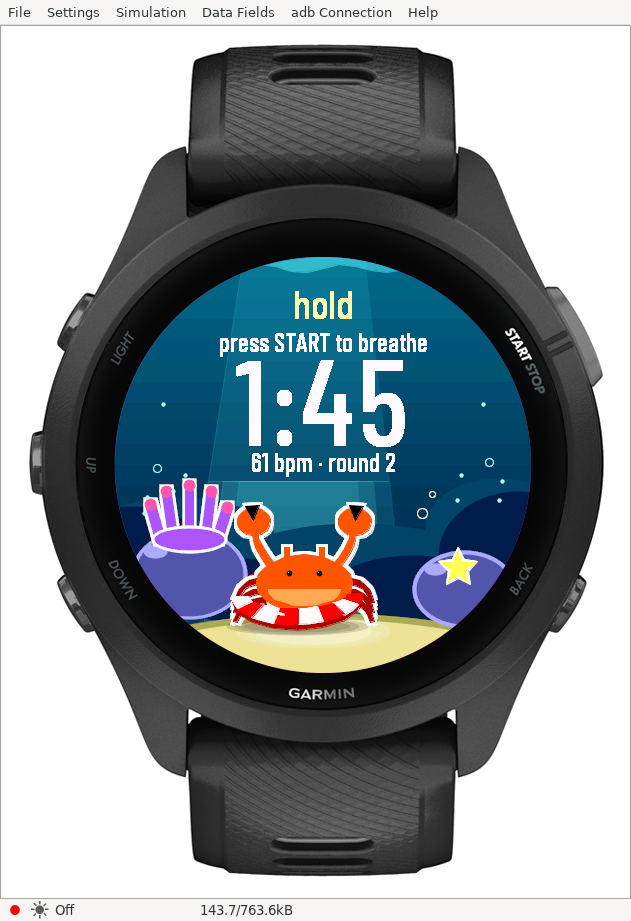 File Settings Simulation Data Fields adb Connection Help
hold
press START to breathe
1:45
61 bpm · round 2
LIGHT
START STOP
UP
DOWN
BACK
GARMIN
Off 143.7/763.6kB